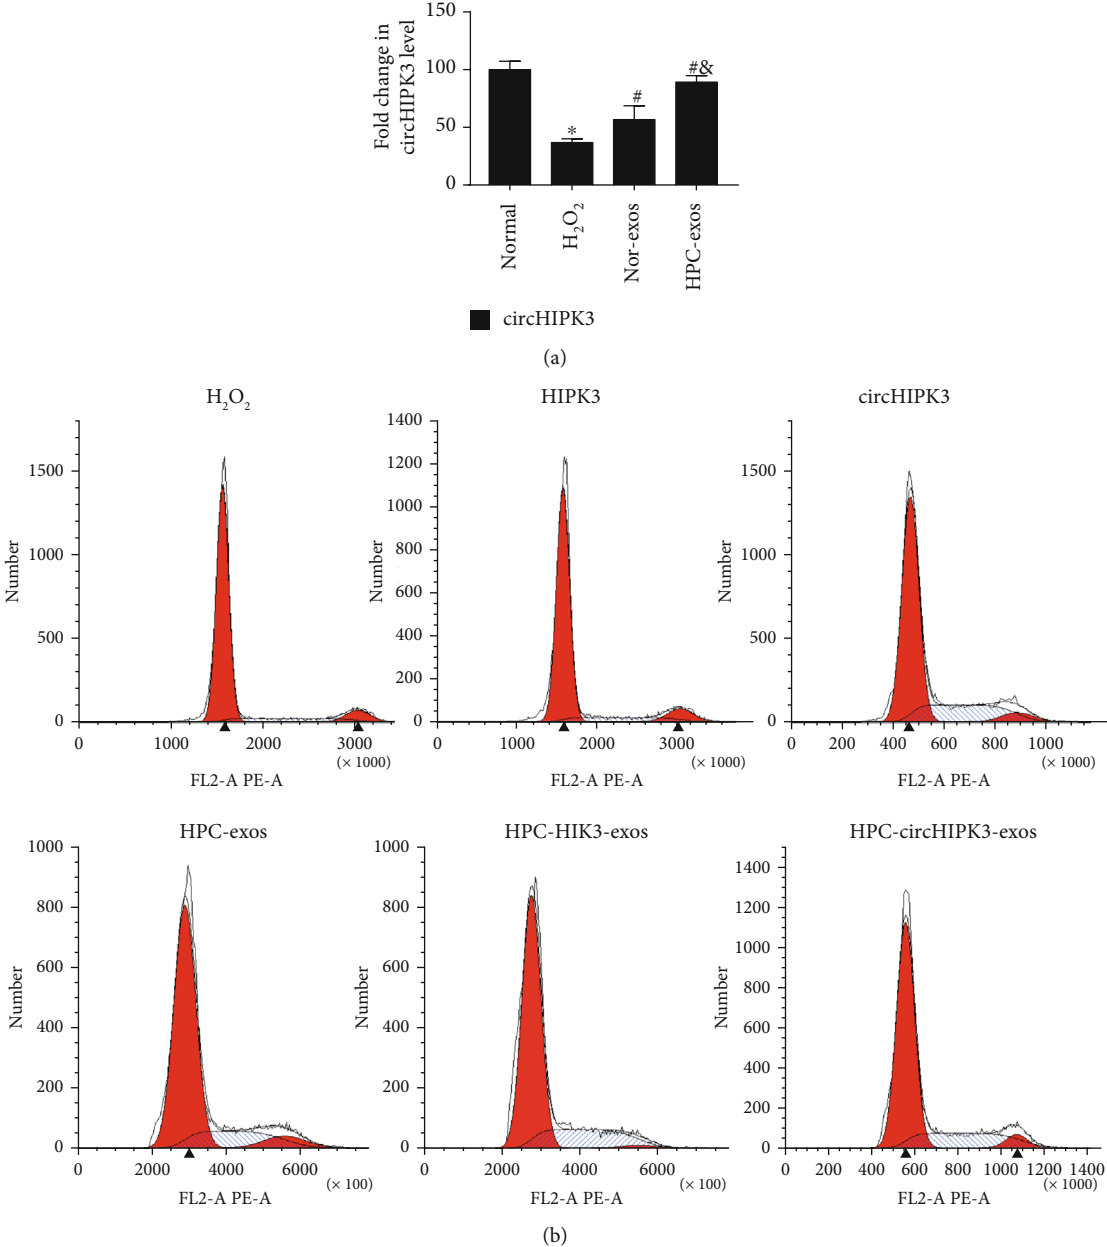 Fold change in
circHIPK3 level
150
100
50
0
*
#
#&
Normal
H2O2
Nor-exos
HPC-exos
circHIPK3
(a)
H2O2
Number
1500
1000
500
0
0 1000 2000 3000
(× 1000)
FL2-A PE-A
HIPK3
Number
1400
1200
1000
800
600
400
200
0
0 1000 2000 3000
(× 1000)
FL2-A PE-A
circHIPK3
Number
1500
1000
500
0
0 200 400 600 800 1000
(× 1000)
FL2-A PE-A
HPC-exos
Number
1000
800
600
400
200
0
0 2000 4000 6000
(× 100)
FL2-A PE-A
HPC-HIK3-exos
Number
1000
800
600
400
200
0
0 2000 4000 6000
(× 100)
FL2-A PE-A
HPC-circHIPK3-exos
Number
1400
1200
1000
800
600
400
200
0
0 200 400 600 800 1000 1200 1400
(× 1000)
FL2-A PE-A
(b)